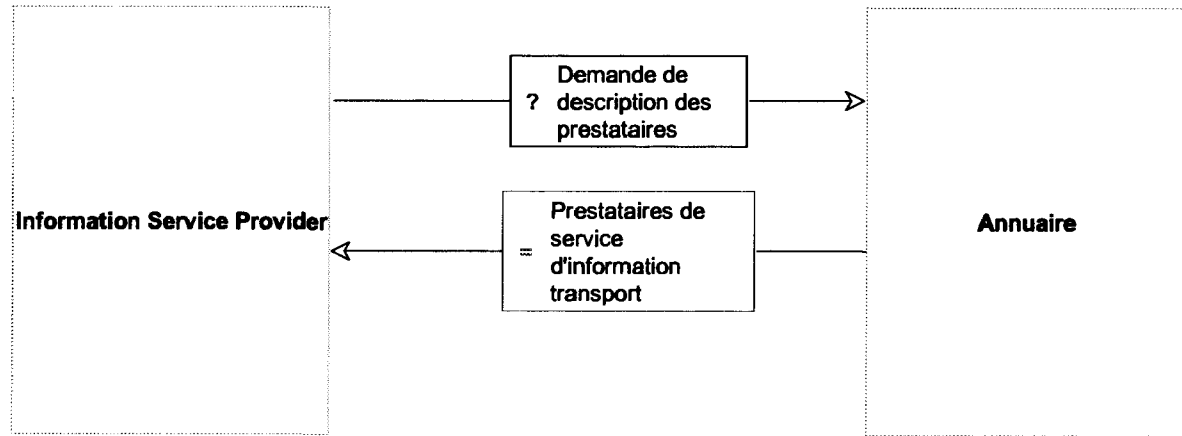 Demande de
? description des
prestataires
Information Service Provider
Prestataires de
service
= d'information
transport
Annuaire